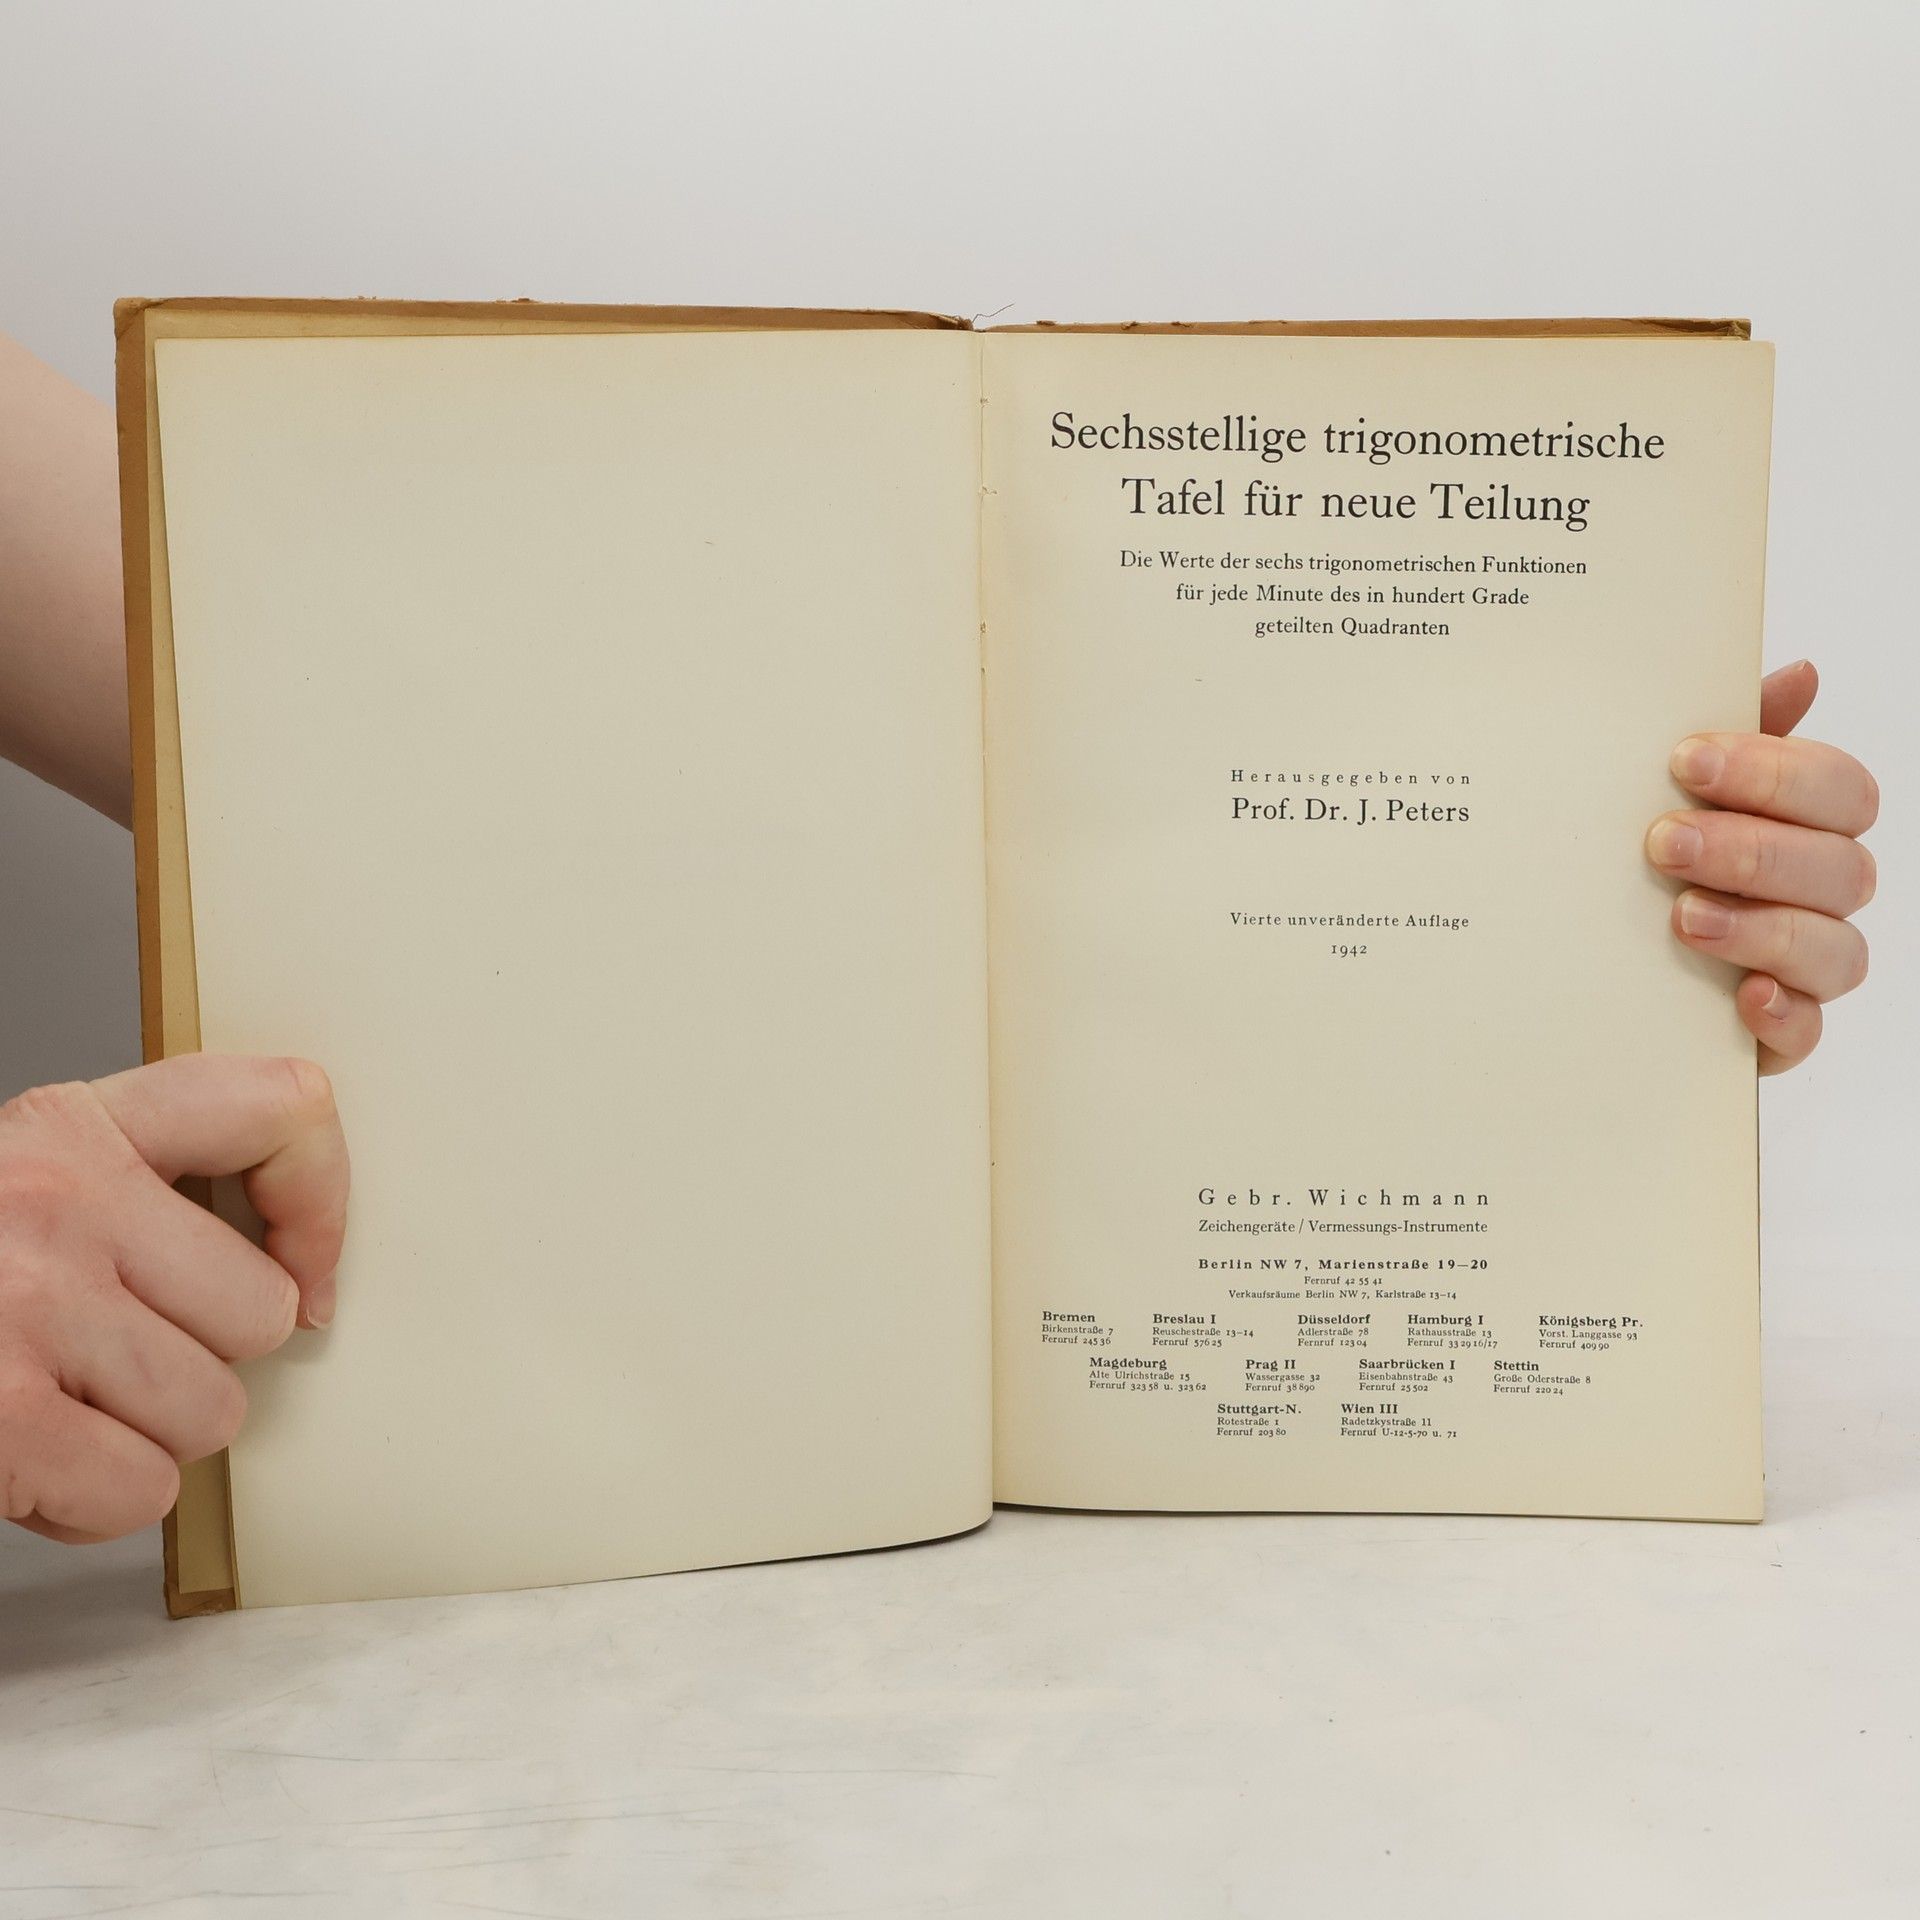 Sechsstellige trigonometrische
Tafel für neue Teilung
Die Werte der sechs trigonometrischen Funktionen
für jede Minute des in hundert Grade
geteilten Quadranten
Herausgegeben von
Prof. Dr. J. Peters
Vierte unveränderte Auflage
1942
Gebr. Wichmann
Zeichengeräte / Vermessungs-Instrumente
Berlin NW 7, Marienstraße 19—20
Fernruf 42 55 41
Verkaufsräume Berlin NW 7, Karlstraße 13-14
Bremen Breslau I Düsseldorf Hamburg I Königsberg Pr.
Birkenstraße 7 Reuschestraße 13-14 Adlerstraße 78 Rathausstraße 13 Vorst. Langgasse 93
Fernruf 245 36 Fernruf 576 25 Fernruf 123 04 Fernruf 33 29 16/17 Fernruf 409 90
Magdeburg Prag II Saarbrücken I Stettin
Alte Ulrichstraße 15 Wassergasse 32 Eisenbahnstraße 43 Große Oderstraße 8
Fernruf 323 58 u. 323 62 Fernruf 38 890 Fernruf 25 502 Fernruf 220 24
Stuttgart-N. Wien III
Rotestraße 1 Radetzkystraße 11
Fernruf 203 80 Fernruf U-12-5-70 u. 71